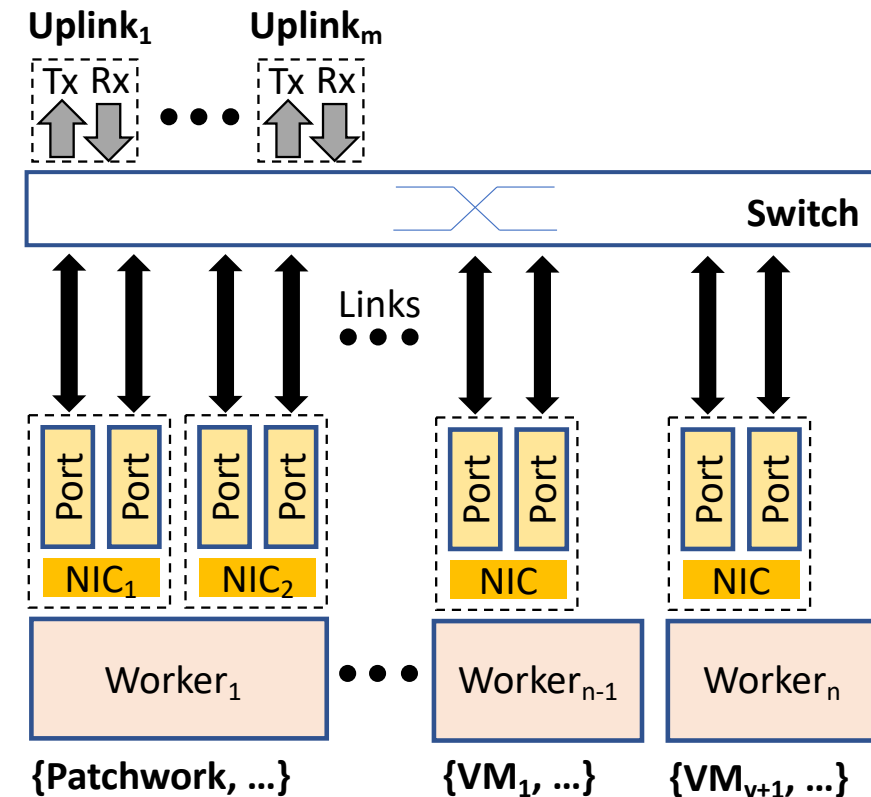 Uplink₁ Uplinkₘ
Tx Rx Tx Rx
Switch
Links
Port Port Port Port Port Port Port Port
NIC₁ NIC₂ NIC NIC
Worker₁ Workerₙ₋₁ Workerₙ
{Patchwork, ...} {VM₁, ...} {VMᵥ₊₁, ...}